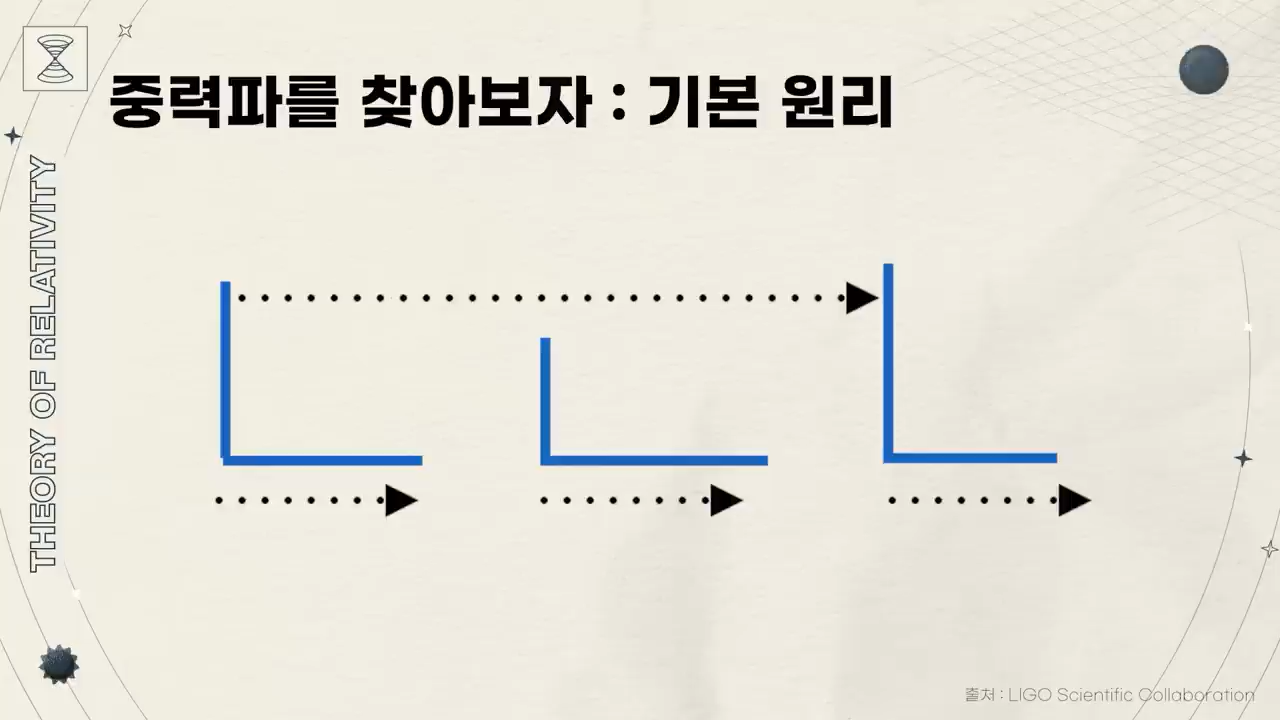 중력파를 찾아보자 : 기본 원리
THEORY OF RELATIVITY
출처 : LIGO Scientific Collaboration